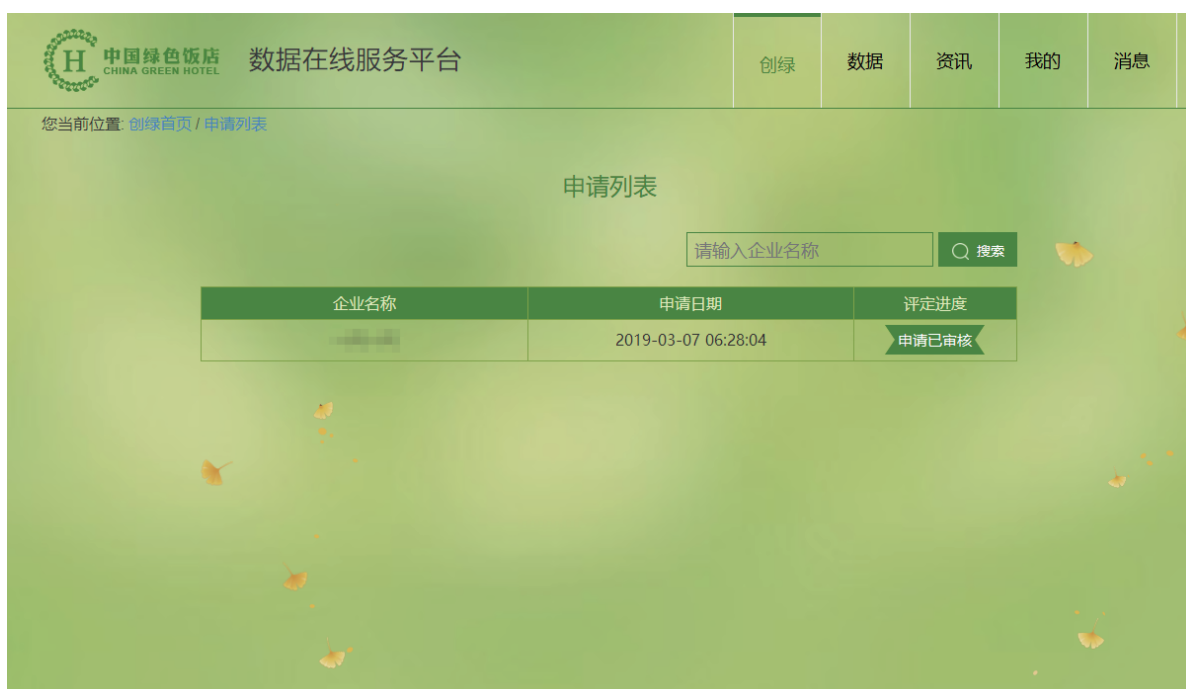 中国绿色饭店
CHINA GREEN HOTEL
数据在线服务平台
创绿
数据
资讯
我的
消息
您当前位置: 创绿首页 / 申请列表
申请列表
请输入企业名称
搜索
企业名称 申请日期 评定进度
2019-03-07 06:28:04 申请已审核